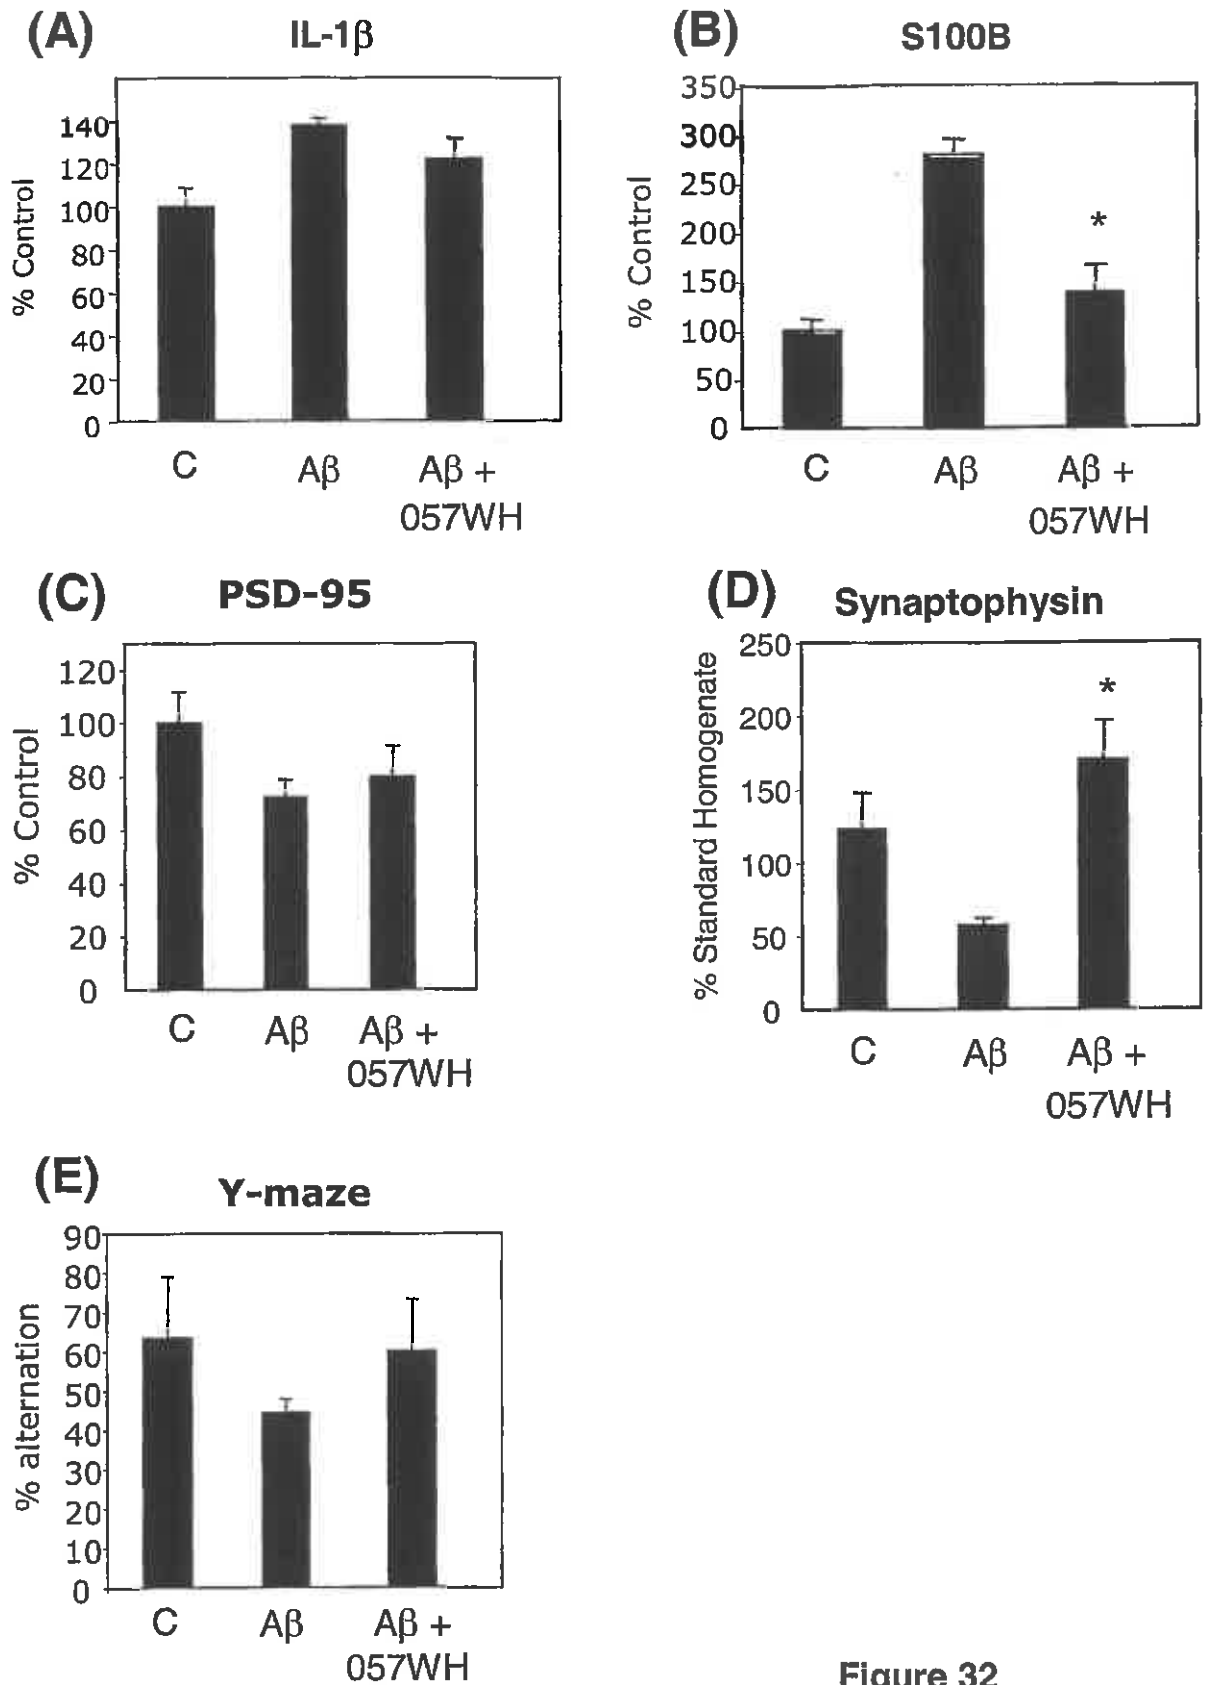 (A)
IL-1β
% Control
140
120
100
80
60
40
20
0
C
Aβ
Aβ +
057WH
(B)
S100B
% Control
350
300
250
200
150
100
50
0
*
C
Aβ
Aβ +
057WH
(C)
PSD-95
% Control
120
100
80
60
40
20
0
C
Aβ
Aβ +
057WH
(D)
Synaptophysin
% Standard Homogenate
250
200
150
100
50
0
*
C
Aβ
Aβ +
057WH
(E)
Y-maze
% alternation
90
80
70
60
50
40
30
20
10
0
C
Aβ
Aβ +
057WH
Figure 32